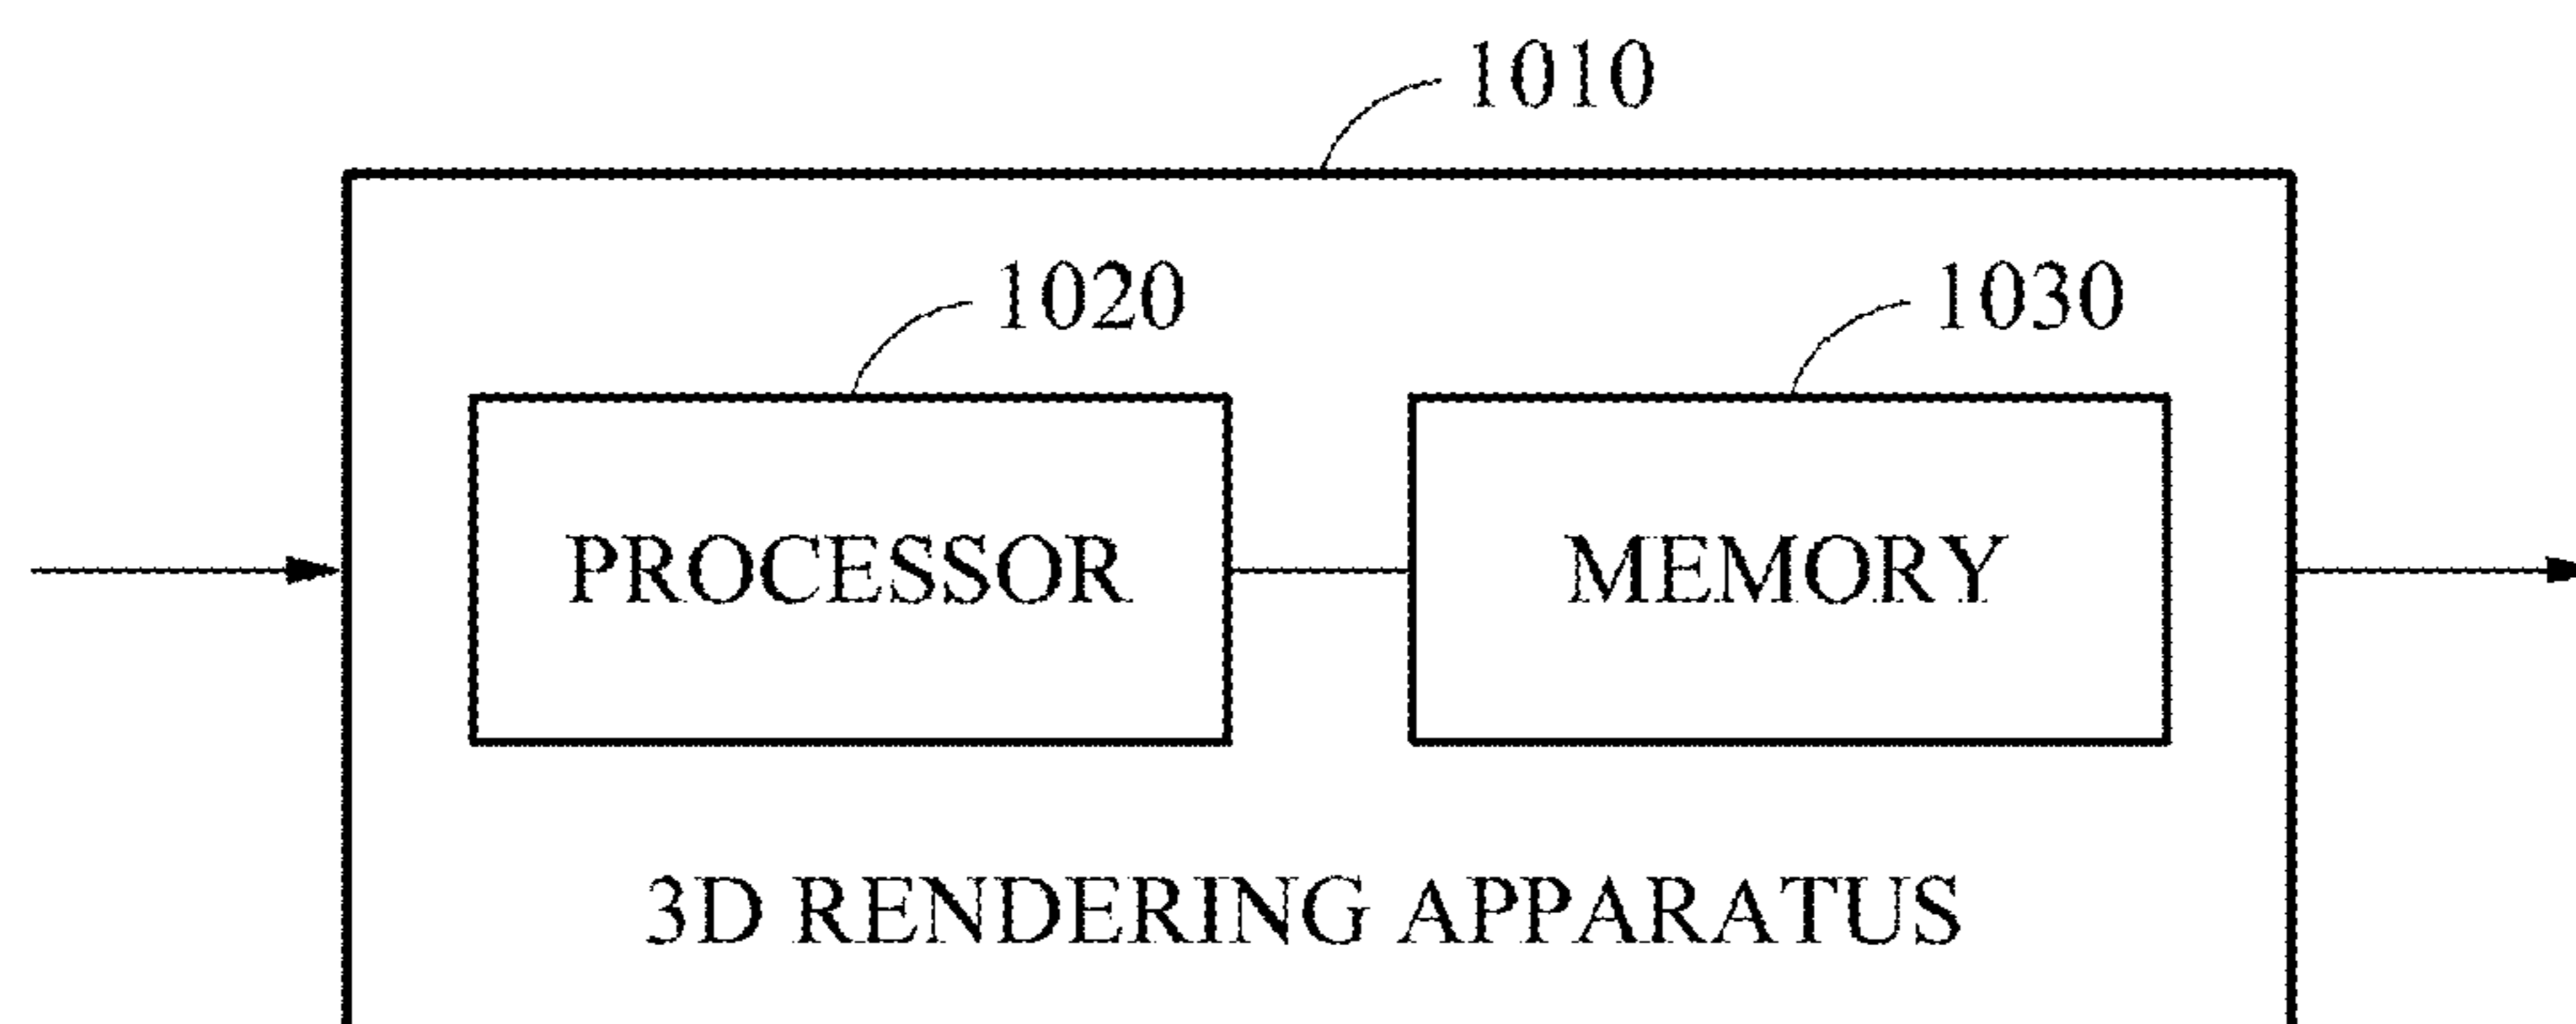 1010
1020 1030
PROCESSOR MEMORY
3D RENDERING APPARATUS